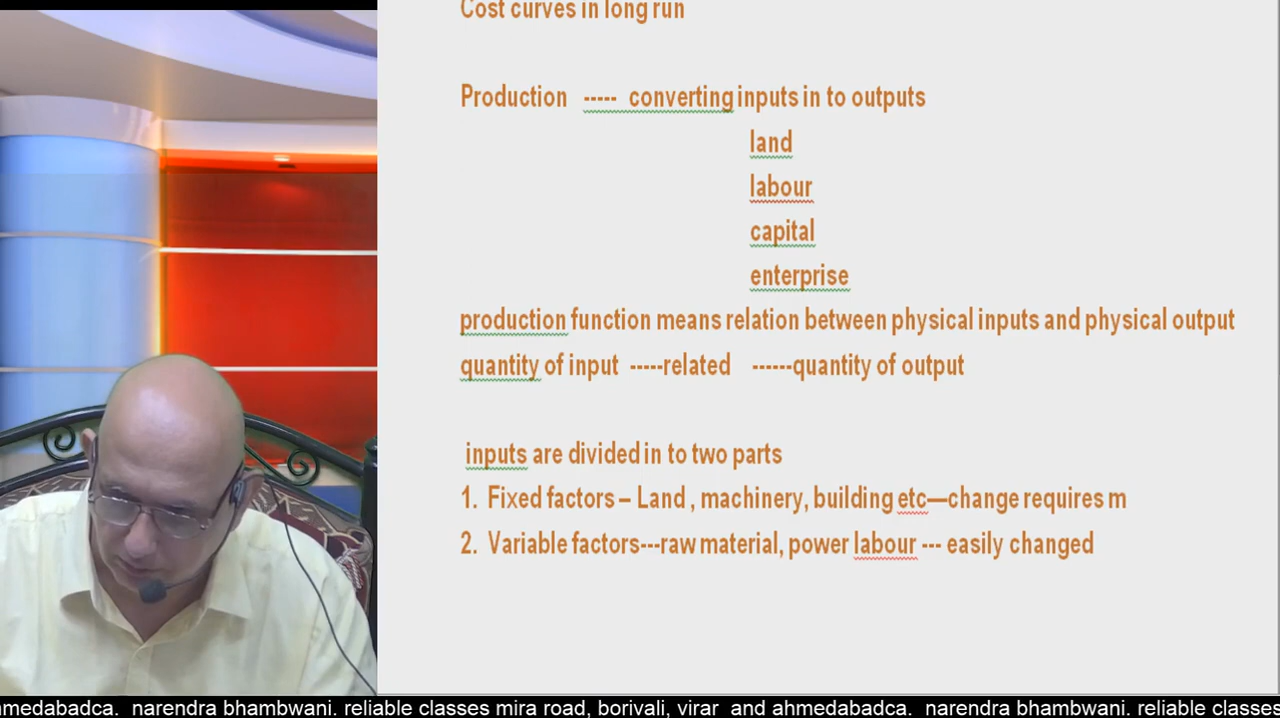 Cost curves in long run
Production ----- converting inputs in to outputs
land
labour
capital
enterprise
production function means relation between physical inputs and physical output
quantity of input -----related ------quantity of output
inputs are divided in to two parts
1. Fixed factors – Land , machinery, building etc—change requires m
2. Variable factors---raw material, power labour --- easily changed
hmedabadca. narendra bhambwani. reliable classes mira road, borivali, virar and ahmedabadca. narendra bhambwani. reliable classes